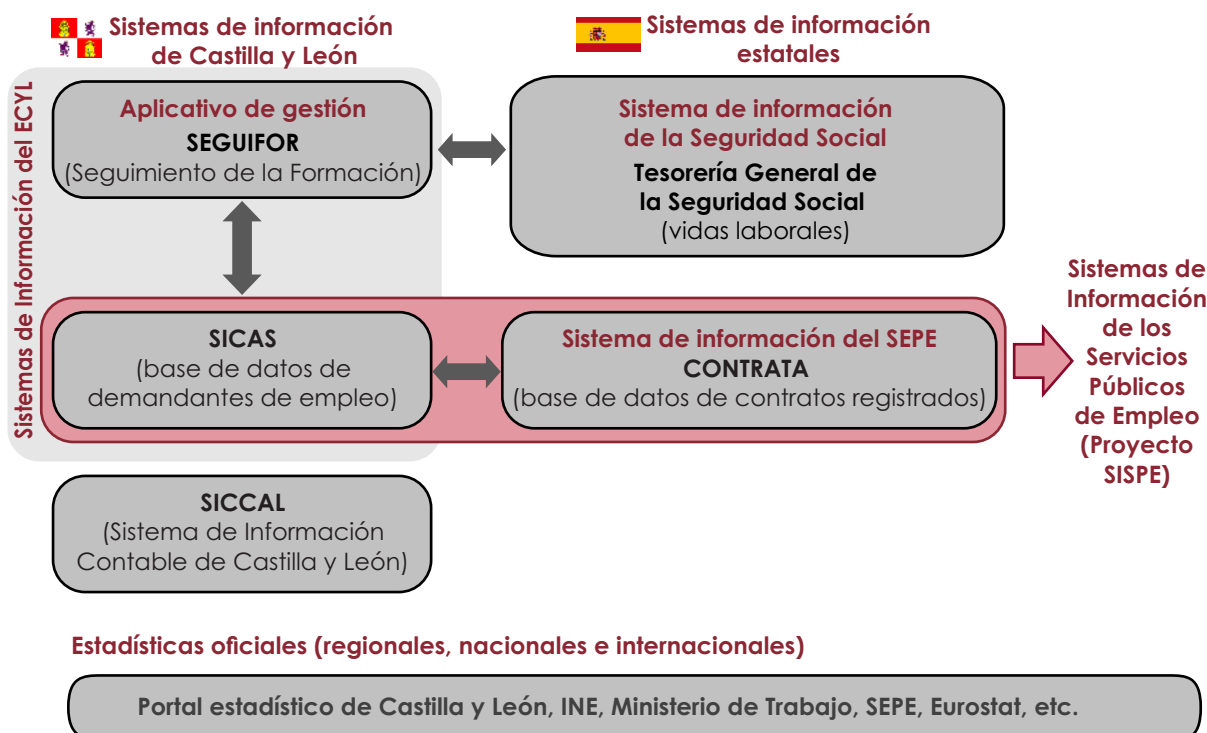 Sistemas de información
de Castilla y León
Sistemas de información
estatales
Sistemas de Información del ECYL
Aplicativo de gestión
SEGUIFOR
(Seguimiento de la Formación)
Sistema de información
de la Seguridad Social
Tesorería General de
la Seguridad Social
(vidas laborales)
SICAS
(base de datos de
demandantes de empleo)
Sistema de información del SEPE
CONTRATA
(base de datos de contratos registrados)
Sistemas de
Información
de los
Servicios
Públicos
de Empleo
(Proyecto
SISPE)
SICCAL
(Sistema de Información
Contable de Castilla y León)
Estadísticas oficiales (regionales, nacionales e internacionales)
Portal estadístico de Castilla y León, INE, Ministerio de Trabajo, SEPE, Eurostat, etc.